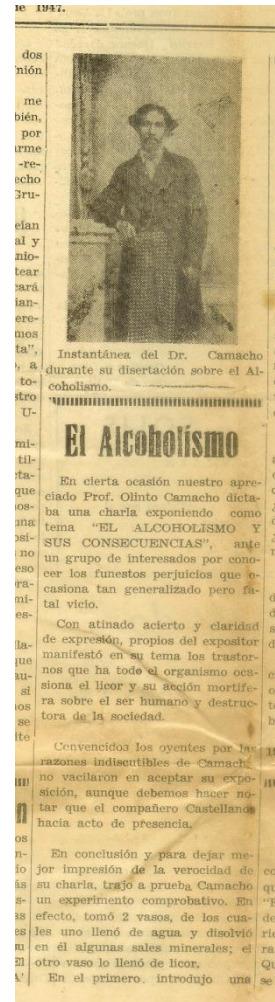 de 1947.
Instantánea del Dr. Camacho
durante su disertación sobre el Al-
coholismo.
El Alcoholismo
En cierta ocasión nuestro apre-
ciado Prof. Olinto Camacho dicta-
ba una charla exponiendo como
tema "EL ALCOHOLISMO Y
SUS CONSECUENCIAS", ante
un grupo de interesados por cono-
cer los funestos perjuicios que o-
casiona tan generalizado pero fa-
tal vicio.
Con atinado acierto y claridad
de expresión, propios del expositor
manifestó en su tema los trastor-
nos que ha todo el organismo oca-
siona el licor y su acción mortífe-
ra sobre el ser humano y destruc-
tora de la sociedad.
Convencidos los oyentes por las
razones indiscutibles de Camach
no vacilaron en aceptar su expo-
sición, aunque debemos hacer no-
tar que el compañero Castellanos
hacia acto de presencia.
En conclusión y para dejar me-
jor impresión de la verocidad de
su charla, trajo a prueba Camacho
un experimento comprobativo. En
efecto, tomó 2 vasos, de los cua-
les uno llenó de agua y disolvió
en él algunas sales minerales; el
otro vaso lo llenó de licor.
En el primero introdujo una